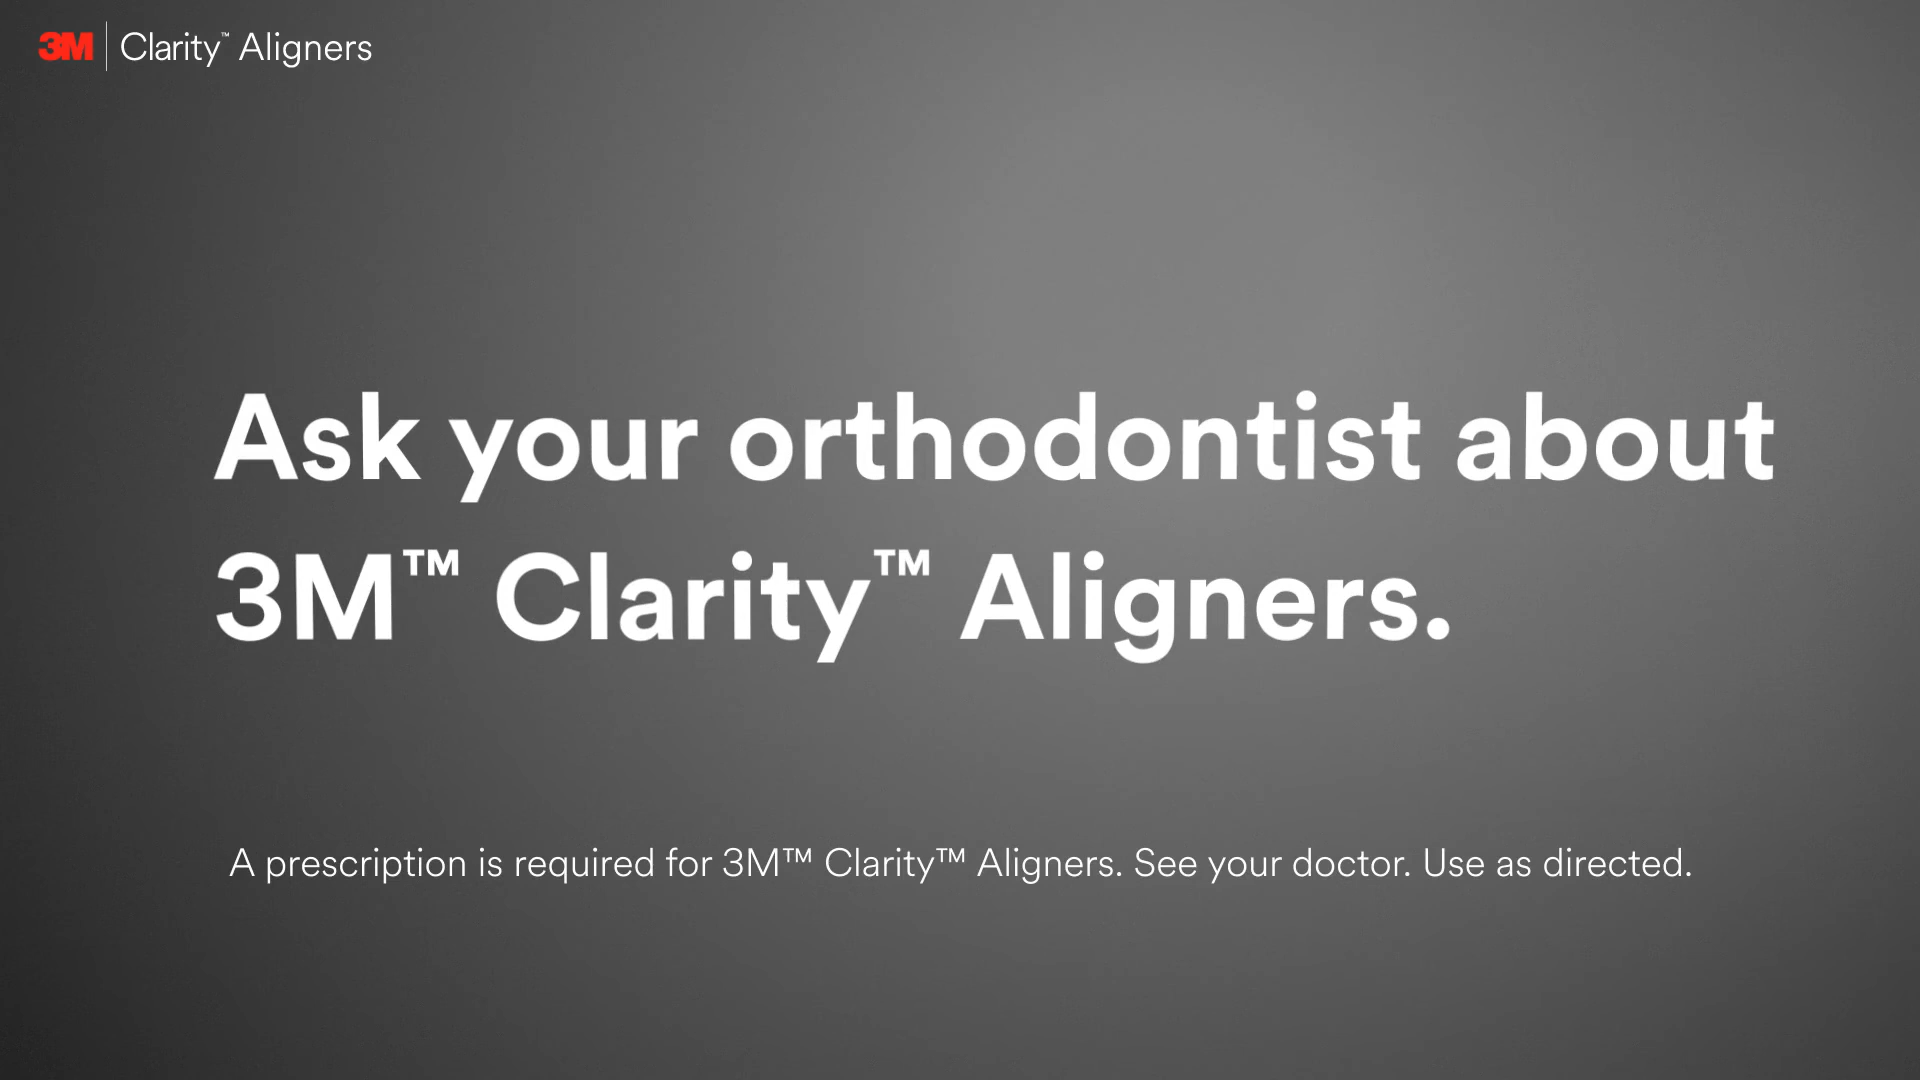 3M Clarity™ Aligners
Ask your orthodontist about
3M™ Clarity™ Aligners.
A prescription is required for 3M™ Clarity™ Aligners. See your doctor. Use as directed.